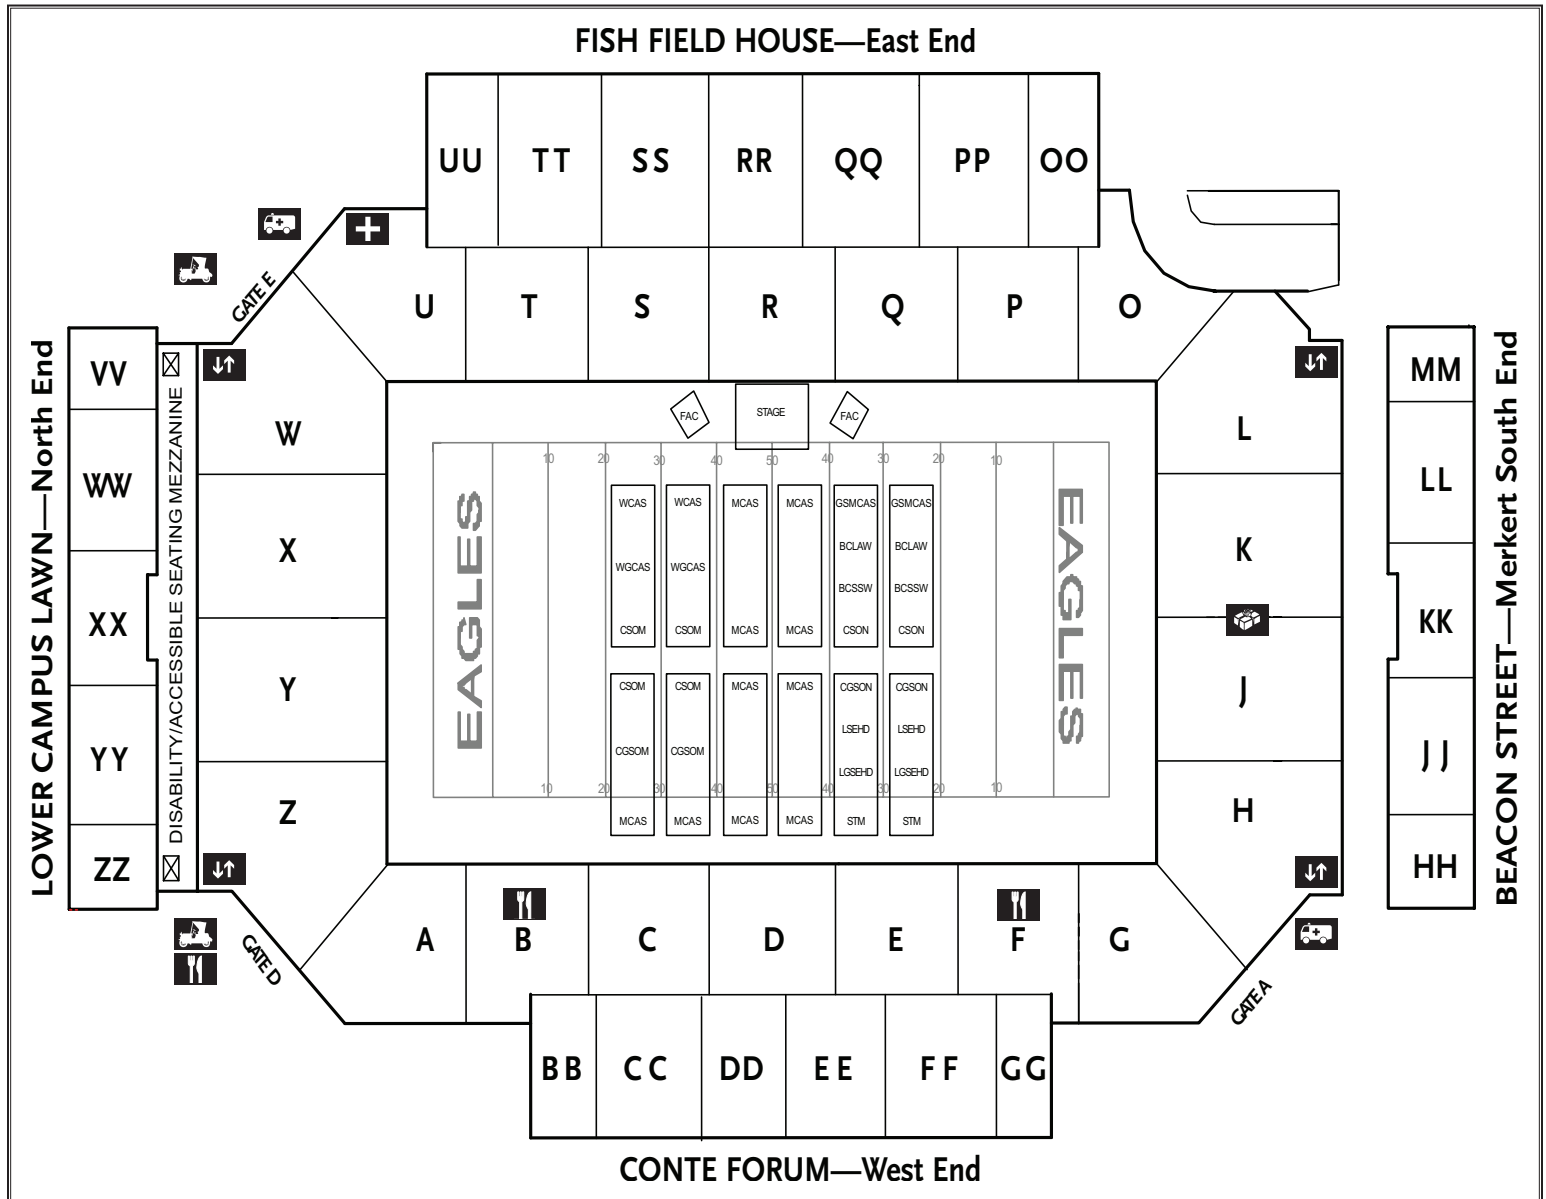 FISH FIELD HOUSE—East End
UU TT SS RR QQ PP OO
GATE E
U T S R Q P O
LOWER CAMPUS LAWN—North End
VV
WW
XX
YY
ZZ
DISABILITY/ACCESSIBLE SEATING MEZZANINE
W
X
Y
Z
FAC STAGE FAC
10 20 30 40 50 40 30 20 10
EAGLES
WCAS WCAS MCAS MCAS GSMCAS GSMCAS
BCLAW BCLAW
WGCAS WGCAS
BCSSW BCSSW
CSOM CSOM MCAS MCAS CSON CSON
CSOM CSOM MCAS MCAS CGSON CGSON
LSEHD LSEHD
CGSOM CGSOM
LGSEHD LGSEHD
10 20 30 40 50 40 30 20 10
MCAS MCAS MCAS MCAS STM STM
EAGLES
L
K
J
H
MM
LL
KK
JJ
HH
BEACON STREET—Merkert South End
A B C D E F G
GATE D
GATE A
BB CC DD EE FF GG
CONTE FORUM—West End